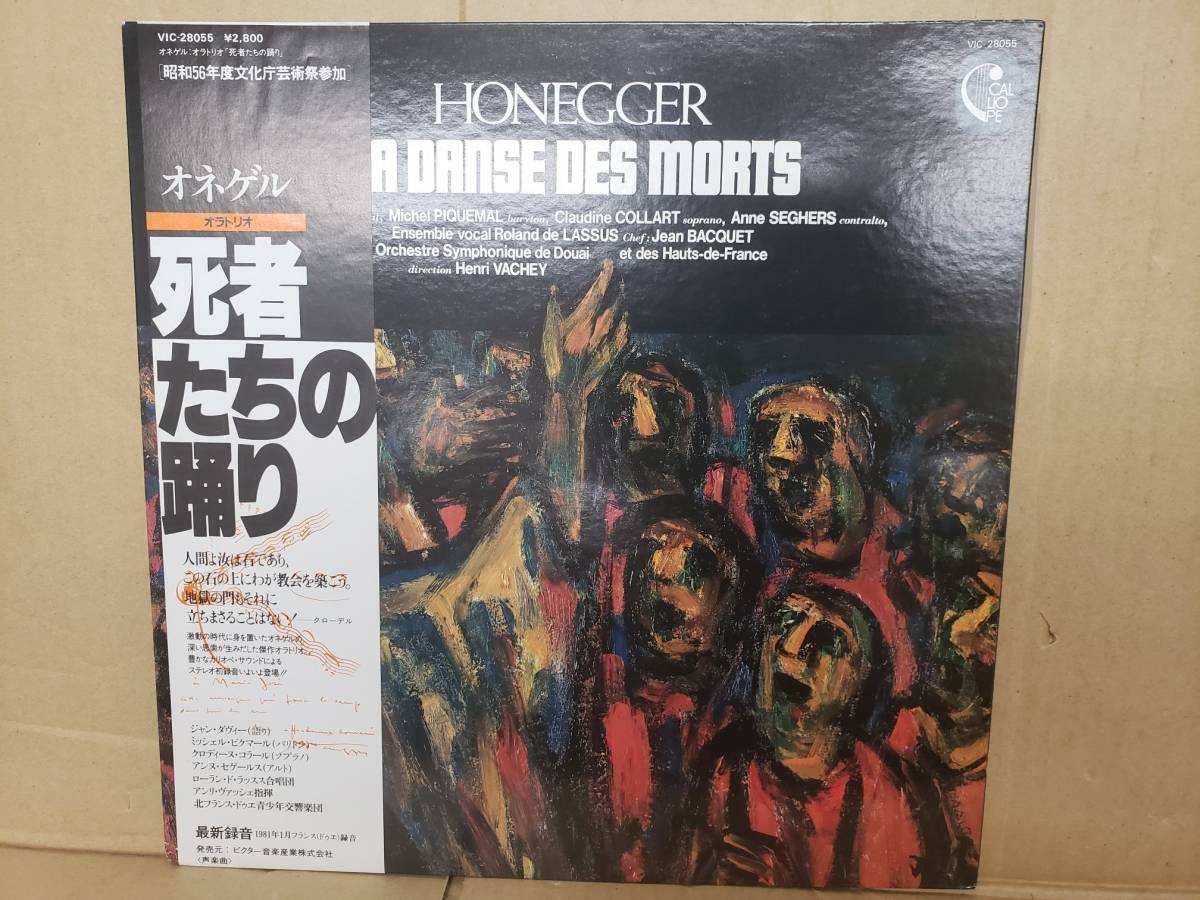 VIC-28055 ¥2,800
オネゲル:オラトリオ「死者たちの踊り」
[昭和56年度文化庁芸術祭参加]
オネゲル
オラトリオ
死者
たちの
踊り
人間よ汝は石であり,
この石の上にわが教会を築こう。
地獄の門もそれに
立ちまさることはない!——クローデル
激動の時代に身を置いたオネゲルの
深い思索が生みだした傑作オラトリオ,
豊かなカリオペ・サウンドによる
ステレオ初録音いよいよ登場!!
ジャン・ダヴィー(語り)
ミッシェル・ピケマール(バリトン)
クロディーヌ・コラール(ソプラノ)
アンヌ・セゲールス(アルト)
ローラン・ド・ラッスス合唱団
アンリ・ヴァッシェ指揮
北フランス・ドゥエ青少年交響楽団
最新録音 1981年1月フランス(ドゥエ)録音
発売元:ビクター音楽産業株式会社
〈声楽曲〉
VIC-28055
CAL
LIO
PE
HONEGGER
A DANSE DES MORTS
Michel PIQUEMAL baryton, Claudine COLLART soprano, Anne SEGHERS contralto,
Ensemble vocal Roland de LASSUS Chef: Jean BACQUET
Orchestre Symphonique de Douai et des Hauts-de-France
direction Henri VACHEY